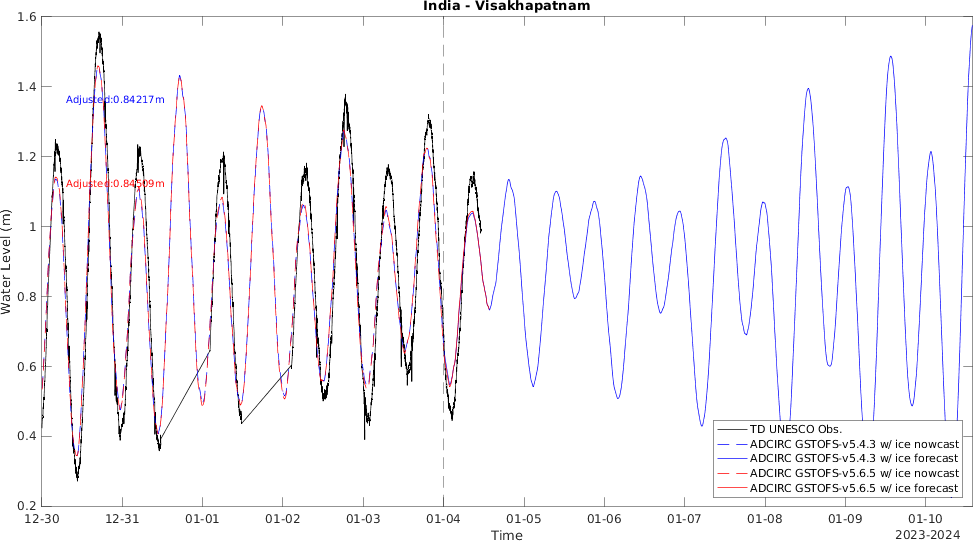 India - Visakhapatnam
1.6
1.4
1.2
1
0.8
0.6
0.4
0.2
Water Level (m)
Adjusted:0.84217m
Adjusted:0.84509m
TD UNESCO Obs.
ADCIRC GSTOFS-v5.4.3 w/ ice nowcast
ADCIRC GSTOFS-v5.4.3 w/ ice forecast
ADCIRC GSTOFS-v5.6.5 w/ ice nowcast
ADCIRC GSTOFS-v5.6.5 w/ ice forecast
12-30 12-31 01-01 01-02 01-03 01-04 01-05 01-06 01-07 01-08 01-09 01-10
Time
2023-2024